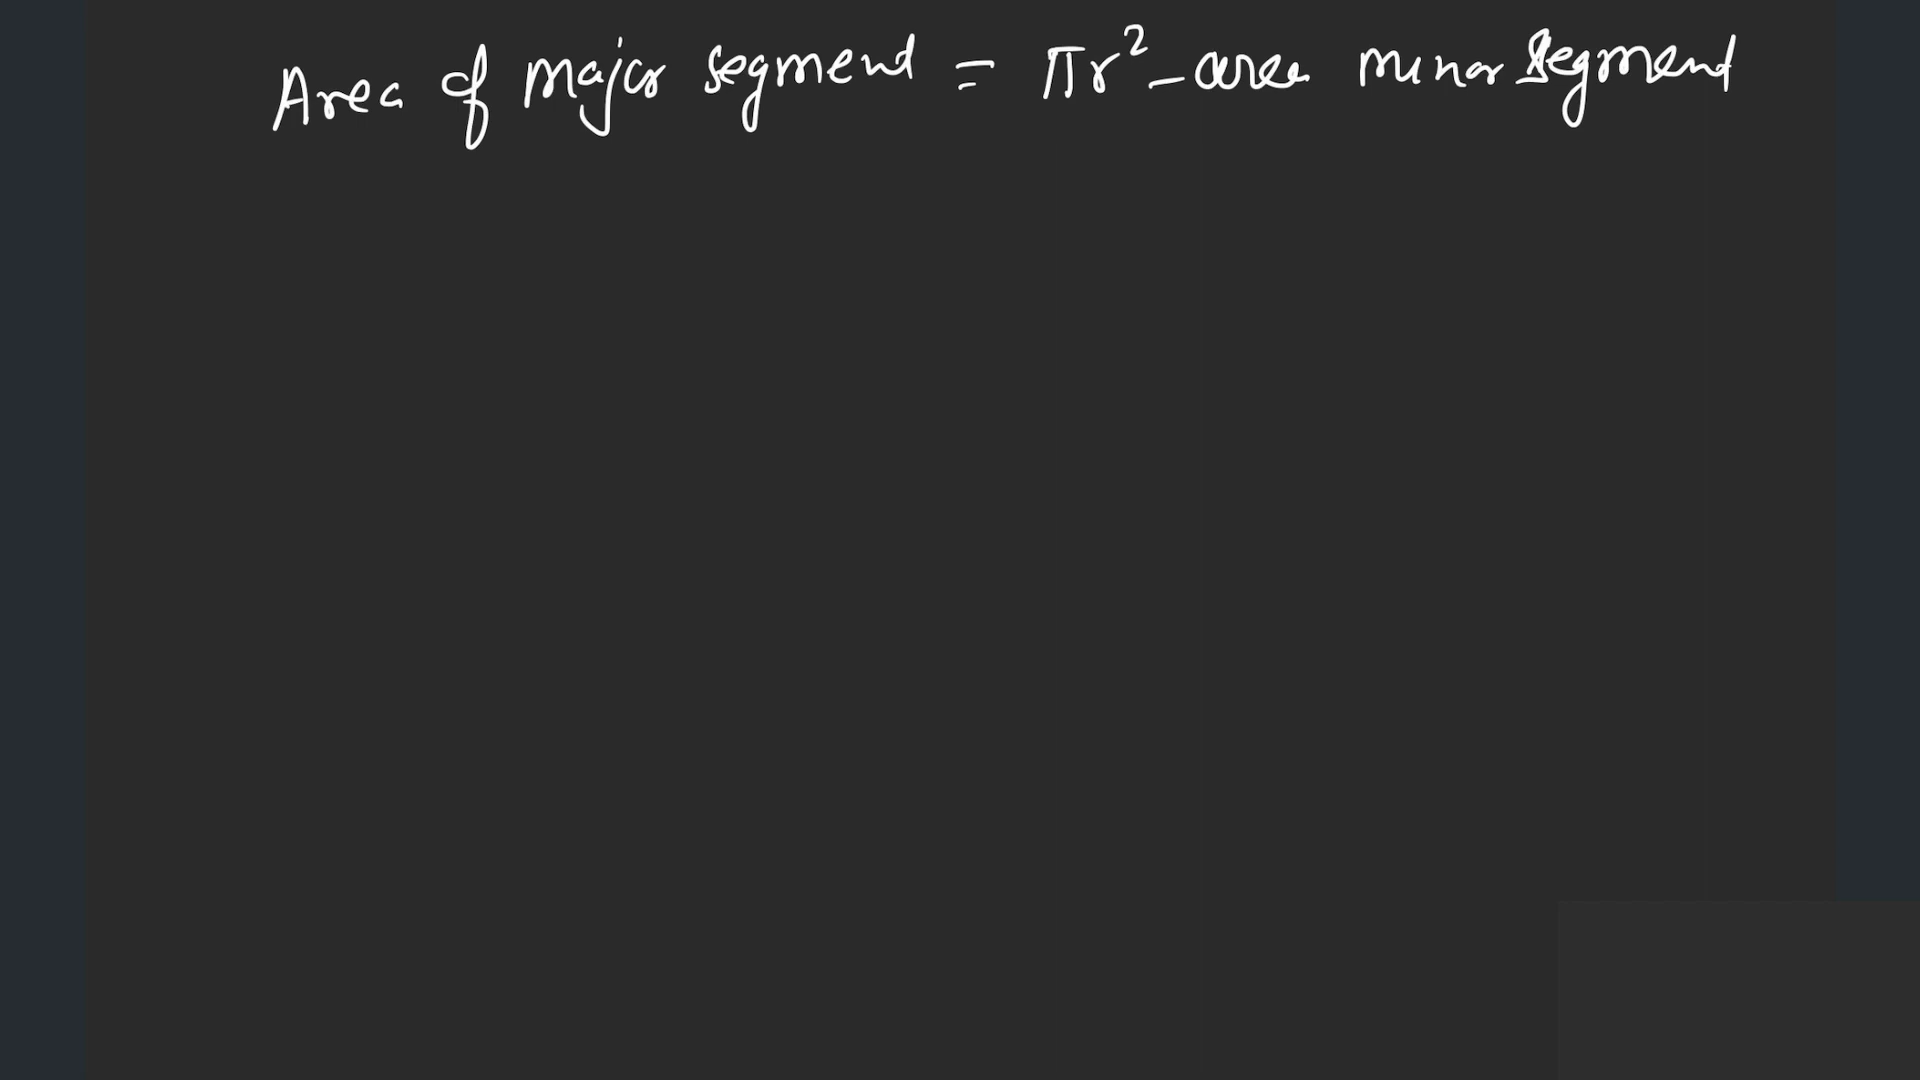 Area of major segment = πr² - area minor segment